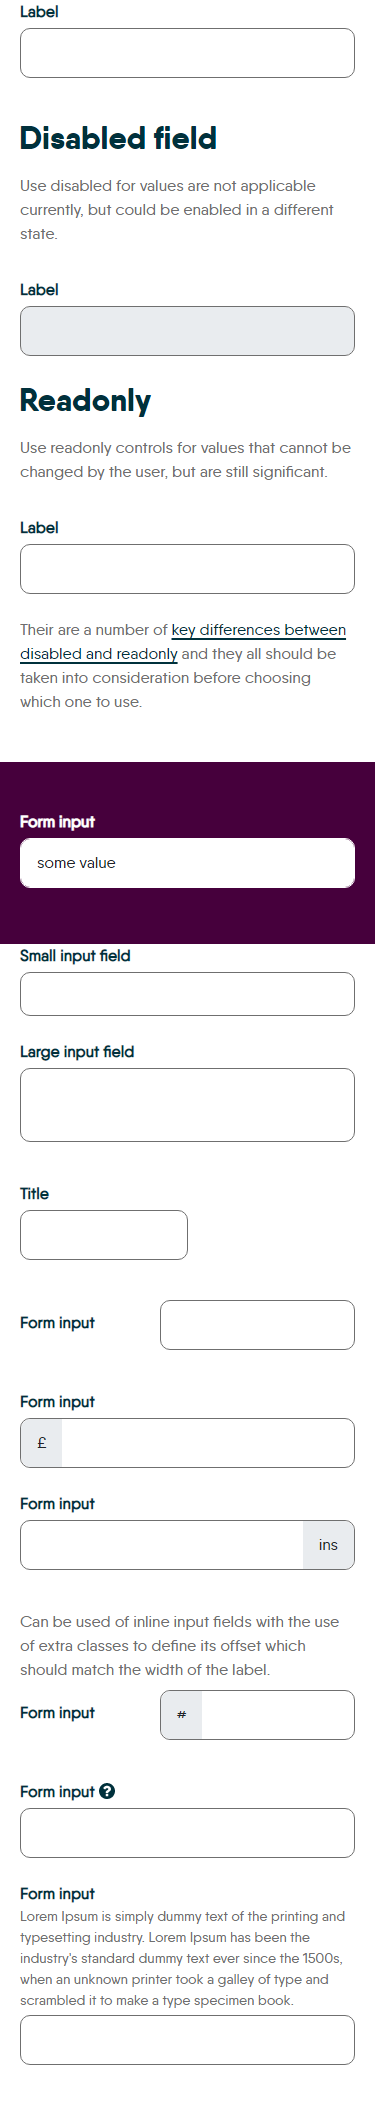 Label
Disabled field
Use disabled for values are not applicable
currently, but could be enabled in a different
state.
Label
Readonly
Use readonly controls for values that cannot be
changed by the user, but are still significant.
Label
Their are a number of key differences between
disabled and readonly and they all should be
taken into consideration before choosing
which one to use.
Form input
some value
Small input field
Large input field
Title
Form input
Form input
£
Form input
ins
Can be used of inline input fields with the use
of extra classes to define its offset which
should match the width of the label.
Form input
#
Form input ?
Form input
Lorem Ipsum is simply dummy text of the printing and
typesetting industry. Lorem Ipsum has been the
industry's standard dummy text ever since the 1500s,
when an unknown printer took a galley of type and
scrambled it to make a type specimen book.